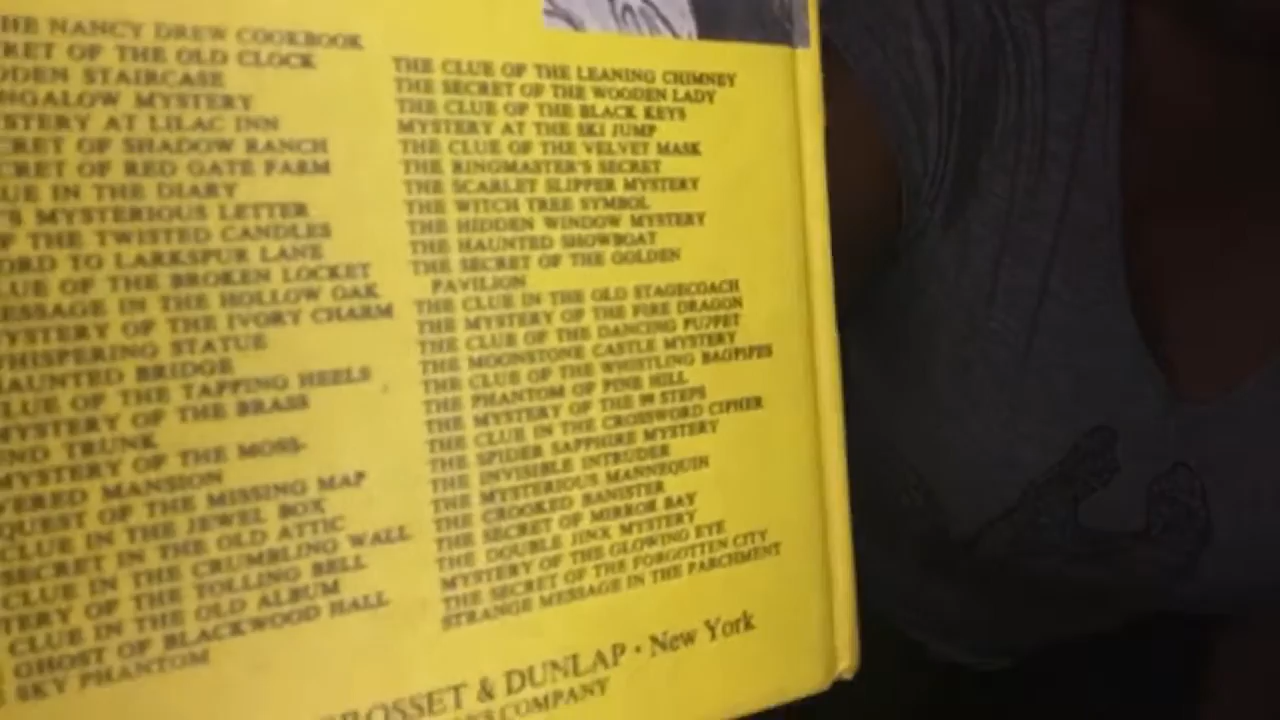 HE NANCY DREW COOKBOOK
RET OF THE OLD CLOCK
DDEN STAIRCASE
NGALOW MYSTERY
STERY AT LILAC INN
CRET OF SHADOW RANCH
CRET OF RED GATE FARM
UE IN THE DIARY
'S MYSTERIOUS LETTER
F THE TWISTED CANDLES
ORD TO LARKSPUR LANE
LUE OF THE BROKEN LOCKET
ESSAGE IN THE HOLLOW OAK
YSTERY OF THE IVORY CHARM
WHISPERING STATUE
HAUNTED BRIDGE
CLUE OF THE TAPPING HEELS
MYSTERY OF THE BRASS
ND TRUNK
MYSTERY OF THE MOSS-
ERED MANSION
QUEST OF THE MISSING MAP
CLUE IN THE JEWEL BOX
SECRET IN THE OLD ATTIC
CLUE IN THE CRUMBLING WALL
TERY OF THE TOLLING BELL
CLUE IN THE OLD ALBUM
GHOST OF BLACKWOOD HALL
SKY PHANTOM
THE CLUE OF THE LEANING CHIMNEY
THE SECRET OF THE WOODEN LADY
THE CLUE OF THE BLACK KEYS
MYSTERY AT THE SKI JUMP
THE CLUE OF THE VELVET MASK
THE RINGMASTER'S SECRET
THE SCARLET SLIPPER MYSTERY
THE WITCH TREE SYMBOL
THE HIDDEN WINDOW MYSTERY
THE HAUNTED SHOWBOAT
THE SECRET OF THE GOLDEN
PAVILION
THE CLUE IN THE OLD STAGECOACH
THE MYSTERY OF THE FIRE DRAGON
THE CLUE OF THE DANCING PUPPET
THE MOONSTONE CASTLE MYSTERY
THE CLUE OF THE WHISTLING BAGPIPES
THE PHANTOM OF PINE HILL
THE MYSTERY OF THE 99 STEPS
THE CLUE IN THE CROSSWORD CIPHER
THE SPIDER SAPPHIRE MYSTERY
THE INVISIBLE INTRUDER
THE MYSTERIOUS MANNEQUIN
THE CROOKED BANISTER
THE SECRET OF MIRROR BAY
THE DOUBLE JINX MYSTERY
MYSTERY OF THE GLOWING EYE
THE SECRET OF THE FORGOTTEN CITY
STRANGE MESSAGE IN THE PARCHMENT
ROSSET & DUNLAP • New York
COMPANY